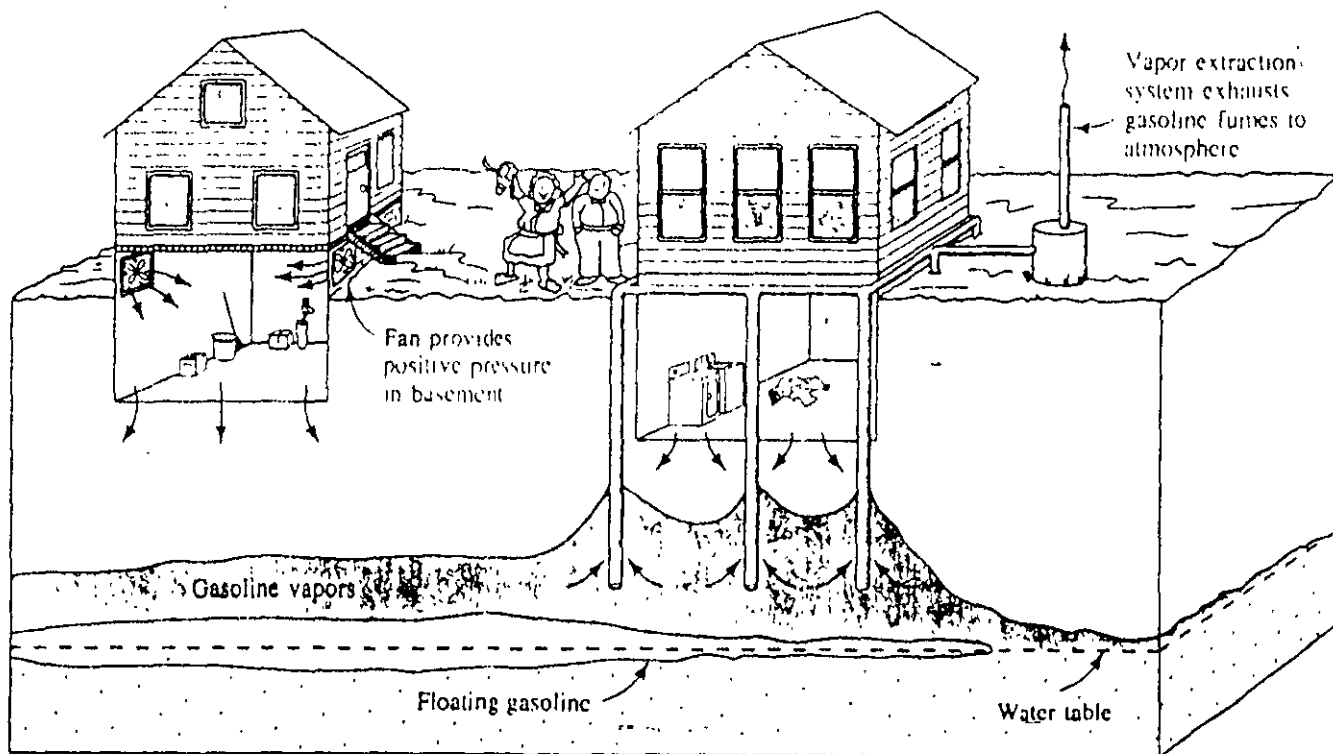 Vapor extraction
system exhausts
gasoline fumes to
atmosphere
Fan provides
positive pressure
in basement
Gasoline vapors
Floating gasoline
Water table